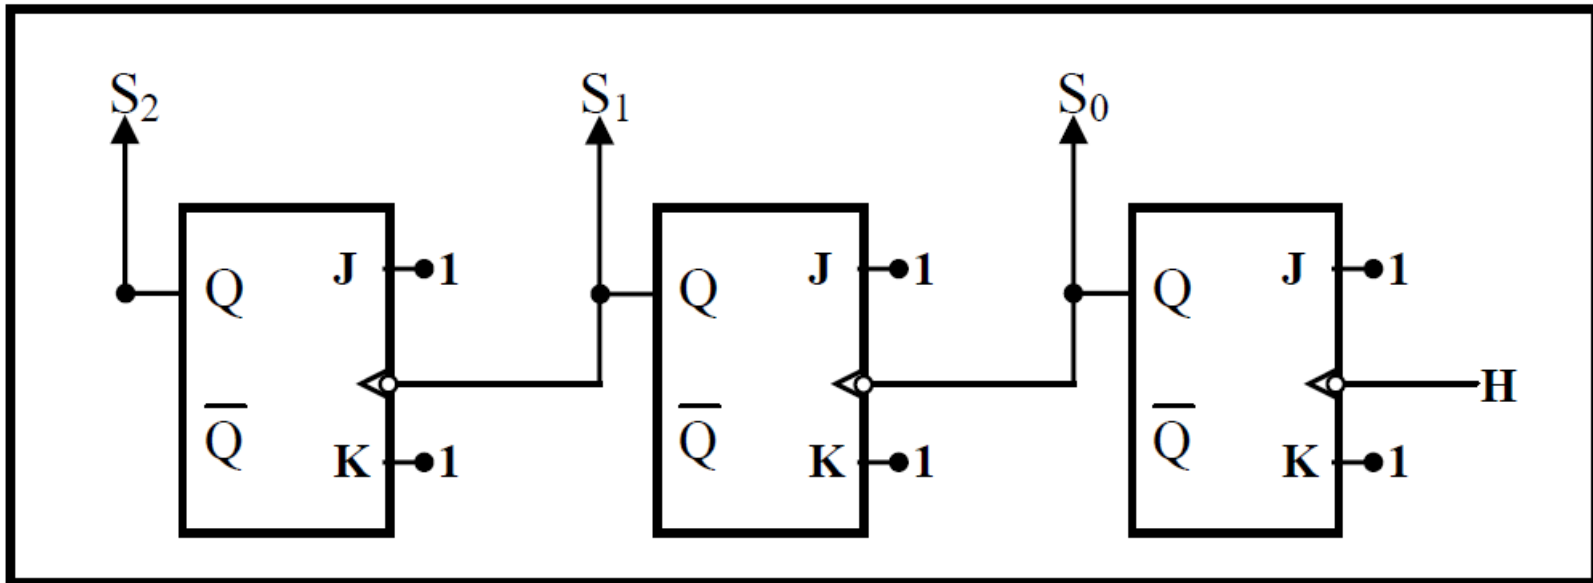 S₂ S₁ S₀
J 1 J 1 J 1
Q Q Q
H
Q̅ Q̅ Q̅
K 1 K 1 K 1